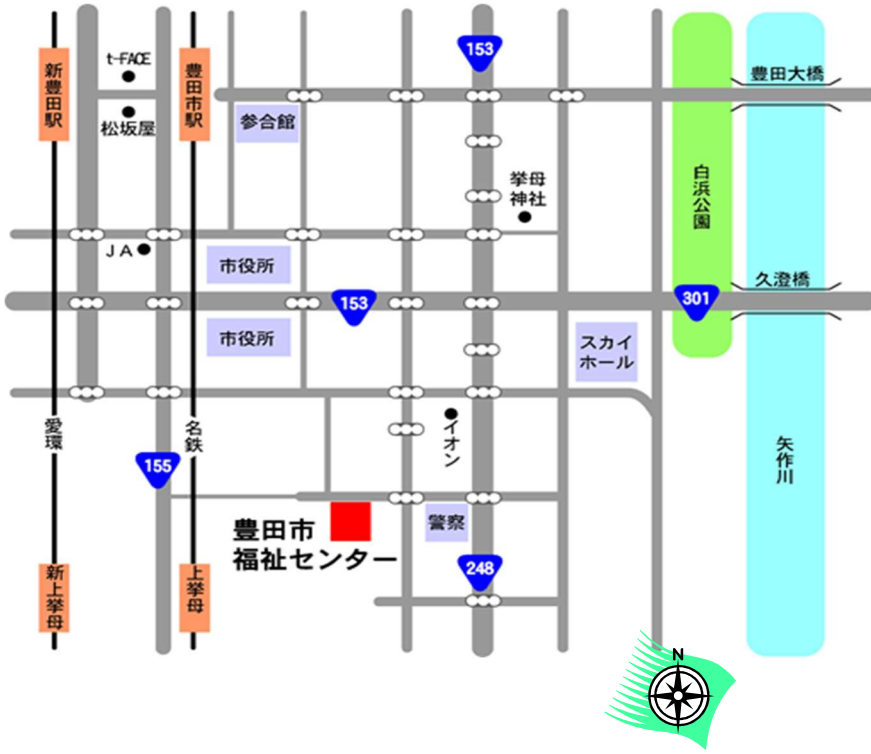 153
t-FACE
新豊田駅
豊田市駅
豊田大橋
松坂屋
参合館
挙母
神社
白浜公園
JA
市役所
久澄橋
153
301
市役所
スカイ
ホール
愛環
名鉄
イオン
矢作川
155
豊田市
福祉センター
警察
248
新上挙母
上挙母
N